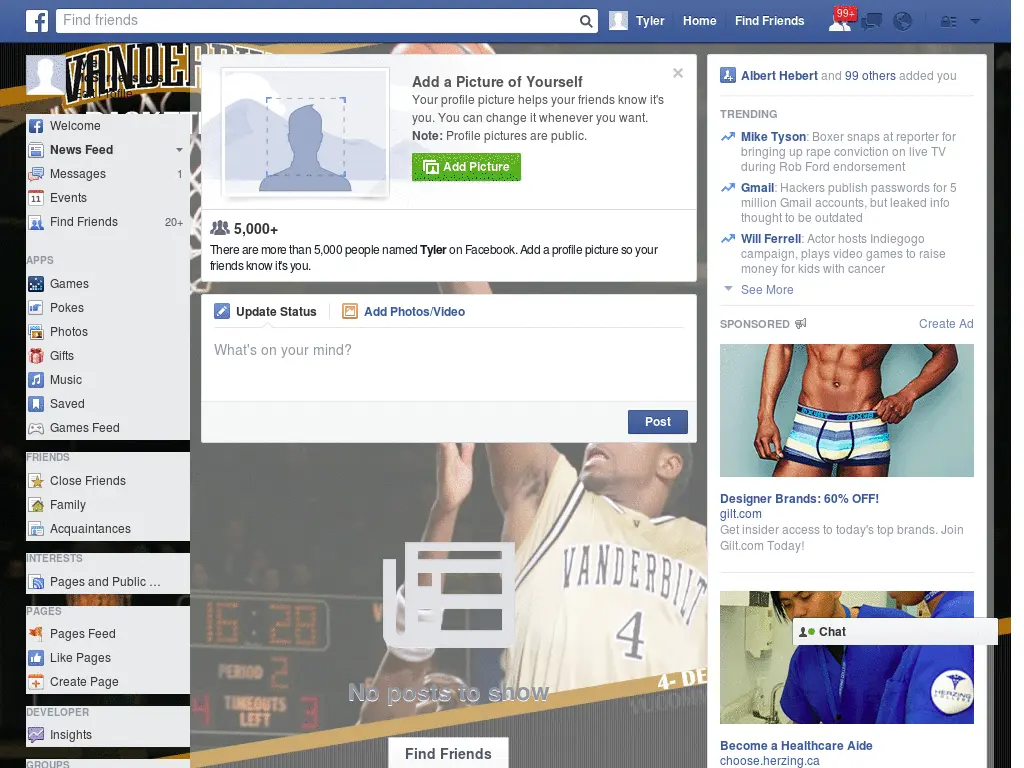 Find friends
Tyler
Home
Find Friends
99+
VANDERBILT
Welcome
News Feed
Messages
1
Events
Find Friends
20+
APPS
Games
Pokes
Photos
Gifts
Music
Saved
Games Feed
FRIENDS
Close Friends
Family
Acquaintances
INTERESTS
Pages and Public ...
PAGES
Pages Feed
Like Pages
Create Page
DEVELOPER
Insights
GROUPS
Add a Picture of Yourself
Your profile picture helps your friends know it's
you. You can change it whenever you want.
Note: Profile pictures are public.
Add Picture
5,000+
There are more than 5,000 people named Tyler on Facebook. Add a profile picture so your
friends know it's you.
Update Status
Add Photos/Video
What's on your mind?
Post
VANDERBILT
4
PERIOD
2
TIMEOUTS
LEFT
3
4- DE
No posts to show
Find Friends
Albert Hebert and 99 others added you
TRENDING
Mike Tyson: Boxer snaps at reporter for
bringing up rape conviction on live TV
during Rob Ford endorsement
Gmail: Hackers publish passwords for 5
million Gmail accounts, but leaked info
thought to be outdated
Will Ferrell: Actor hosts Indiegogo
campaign, plays video games to raise
money for kids with cancer
See More
SPONSORED
Create Ad
Designer Brands: 60% OFF!
gilt.com
Get insider access to today's top brands. Join
Gilt.com Today!
Chat
HERZING
COLLEGE
Become a Healthcare Aide
choose.herzing.ca